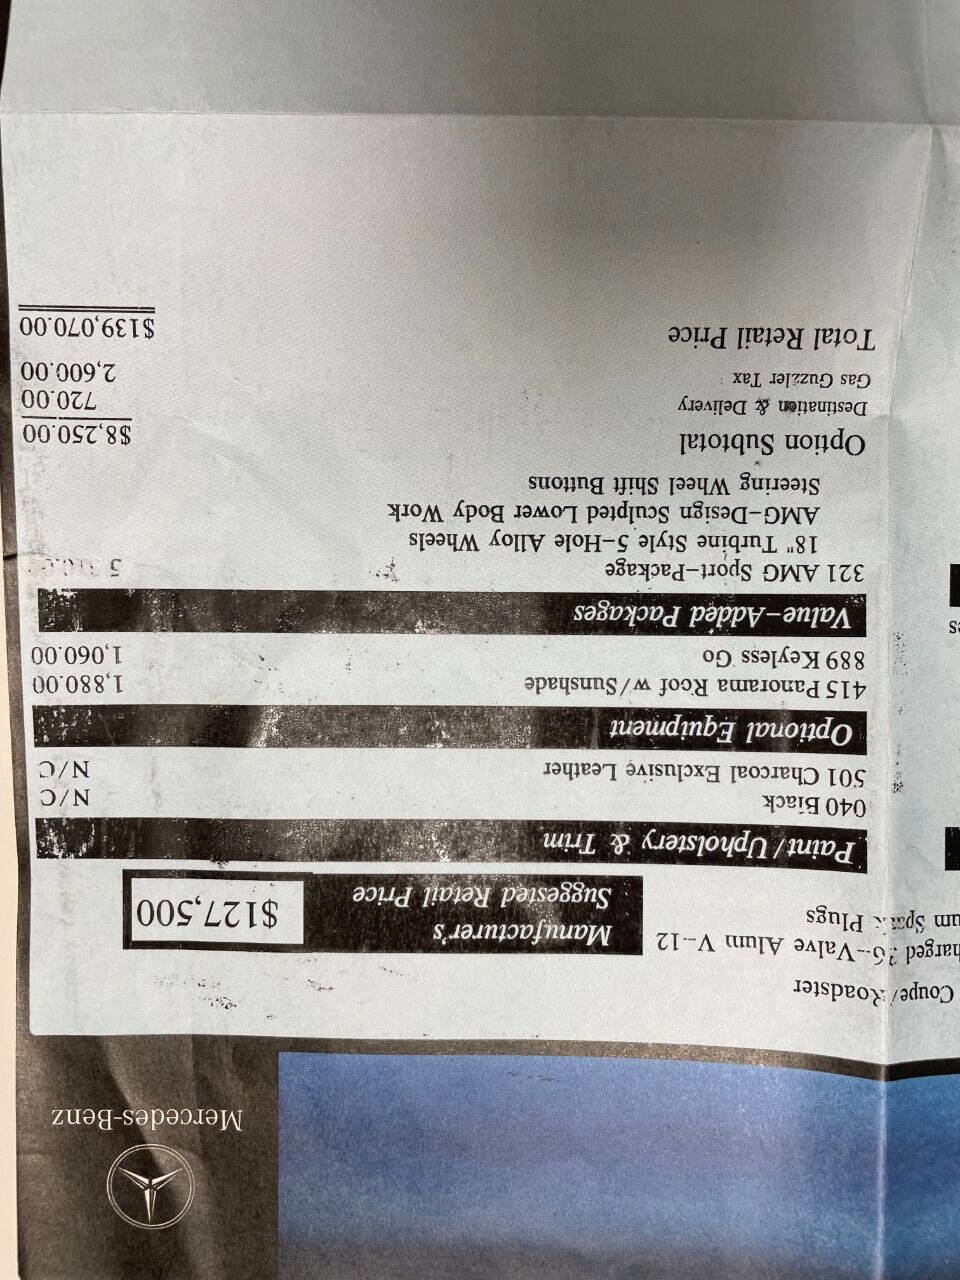 Mercedes-Benz
Coupe/Roadster
6-Valve Alum V-12
Plugs
Manufacturer's
Suggested Retail Price
$127,500
Paint/Upholstery & Trim
040 Black N/C
501 Charcoal Exclusive Leather N/C
Optional Equipment
415 Panorama Roof w/Sunshade 1,880.00
889 Keyless Go 1,060.00
Value-Added Packages
321 AMG Sport-Package
18" Turbine Style 5-Hole Alloy Wheels
AMG-Design Sculpted Lower Body Work
Steering Wheel Shift Buttons
Option Subtotal $8,250.00
Destination & Delivery 720.00
Gas Guzzler Tax 2,600.00
Total Retail Price $139,070.00